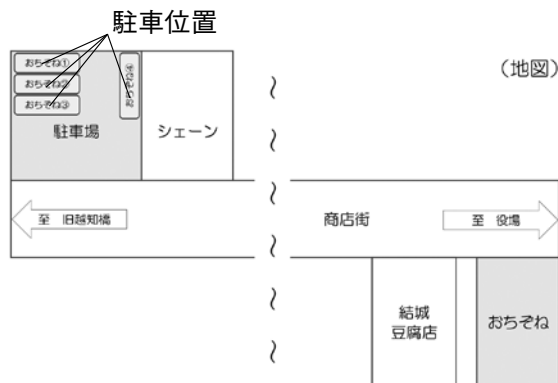 駐車位置
(地図)
おちぞね①
おちぞね②
おちぞね③
おちぞね④
駐車場
シェーン
至 旧越知橋
商店街
至 役場
結城
豆腐店
おちぞね